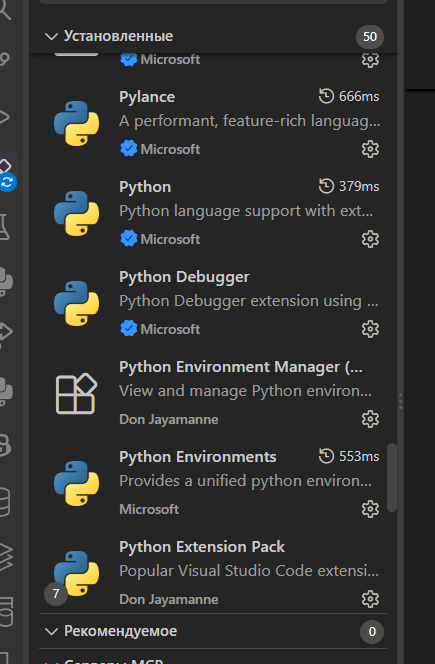 Установленные 50
Microsoft
Pylance 666ms
A performant, feature-rich languag...
Microsoft
Python 379ms
Python language support with ext...
Microsoft
Python Debugger
Python Debugger extension using ...
Microsoft
Python Environment Manager (...
View and manage Python environ...
Don Jayamanne
Python Environments 553ms
Provides a unified python environ...
Microsoft
Python Extension Pack
Popular Visual Studio Code extensi...
7
Don Jayamanne
Рекомендуемое 0